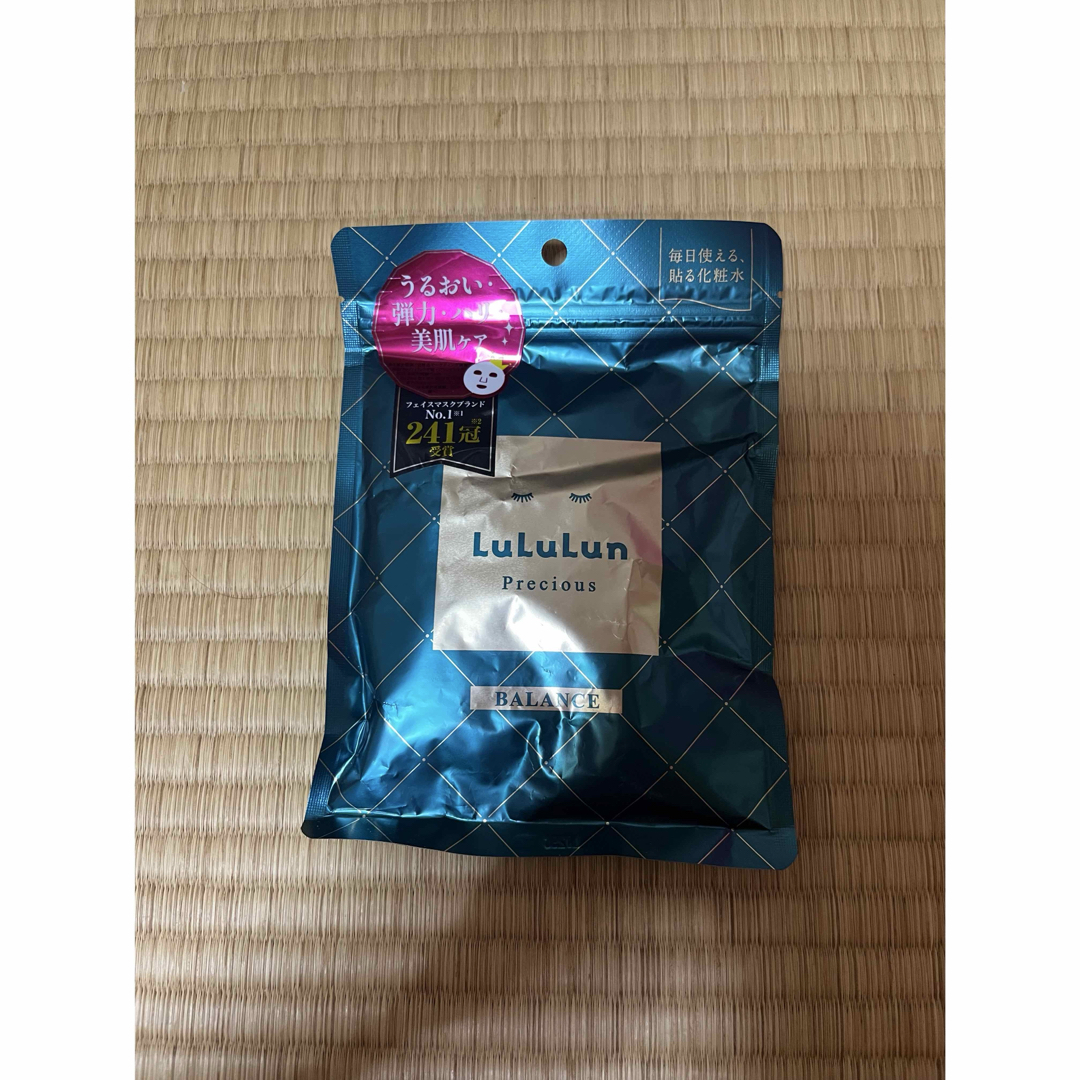 毎日使える、
貼る化粧水
うるおい・
弾力・ハリ
美肌ケア
フェイスマスクブランド
No.1※1
241冠※2
受賞
LuLuLun
Precious
BALANCE